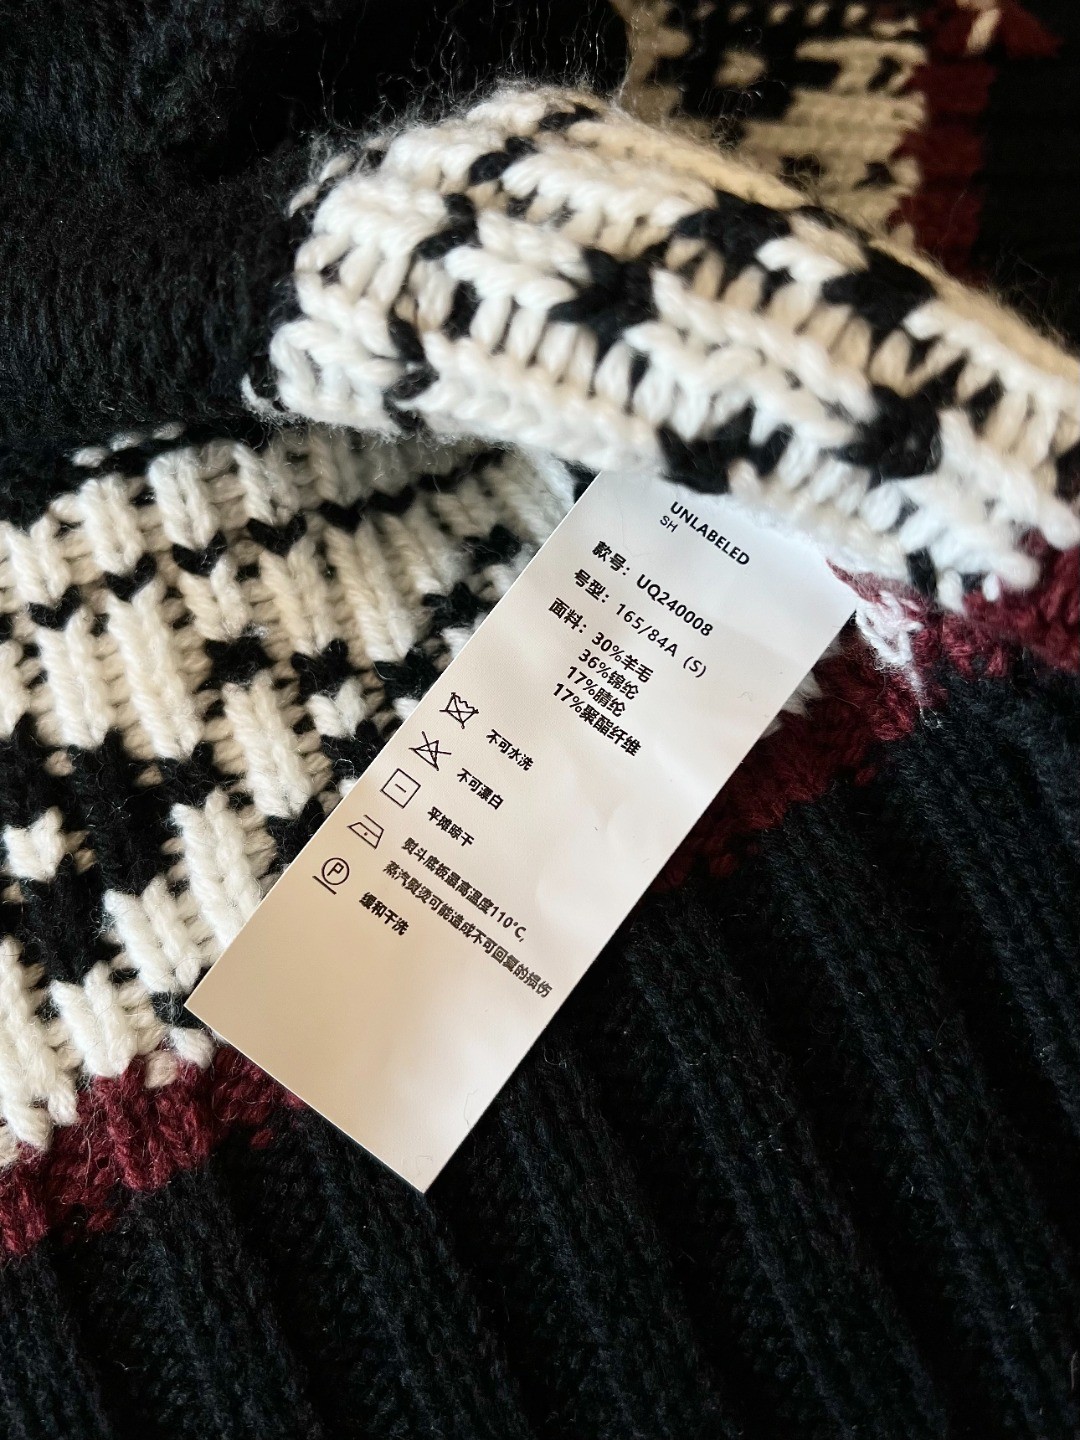 UNLABELED
SH
款号：UQ240008
号型：165/84A（S）
面料：30%羊毛
36%锦纶
17%腈纶
17%聚酯纤维
不可水洗
不可漂白
平摊晾干
熨斗底板最高温度110℃,
蒸汽熨烫可能造成不可回复的损伤
P
缓和干洗